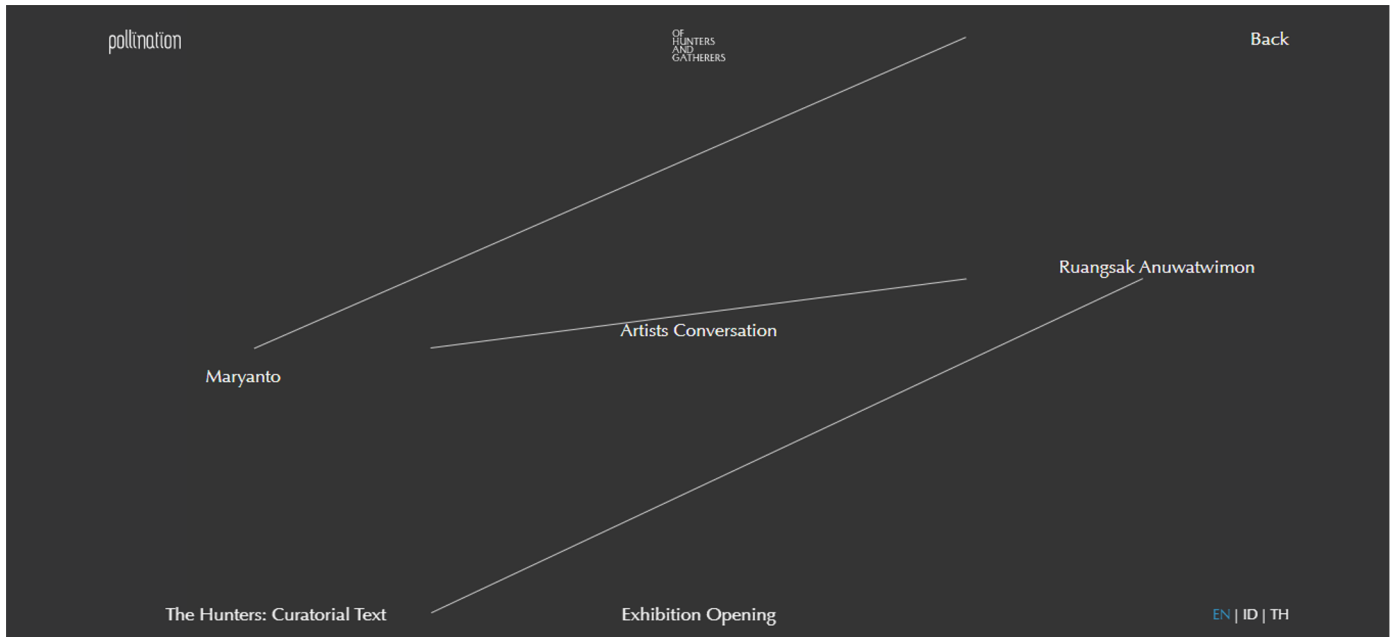 pollination
OF
HUNTERS
AND
GATHERERS
Back
Ruangsak Anuwatwimon
Artists Conversation
Maryanto
The Hunters: Curatorial Text
Exhibition Opening
EN | ID | TH